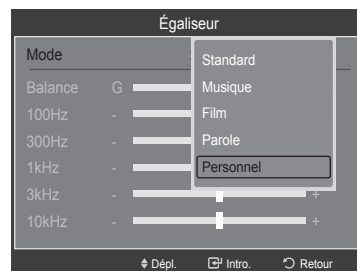 Égaliseur
Mode :
Standard
Musique
Film
Parole
Personnel
Balance G
100Hz -
300Hz -
1kHz -
3kHz - +
10kHz - +
Dépl. Intro. Retour